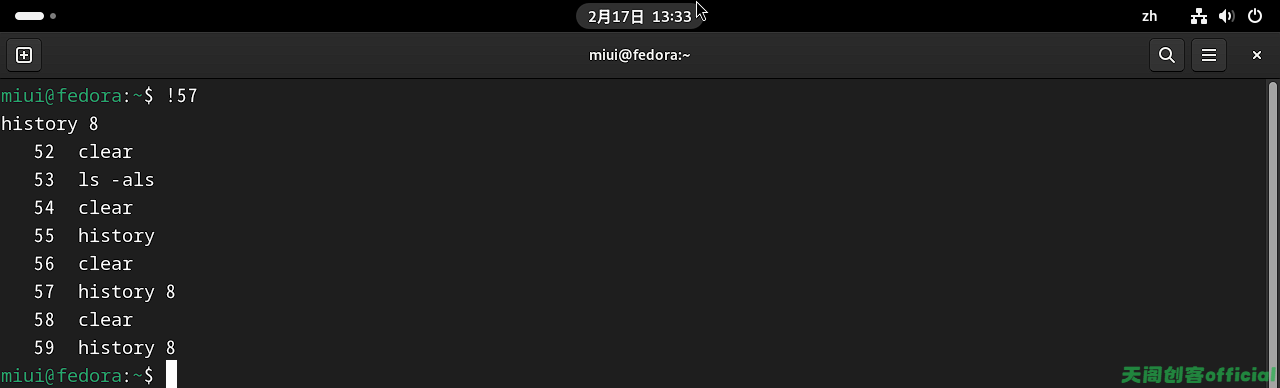 2月17日 13:33
zh
miui@fedora:~
miui@fedora:~$ !57
history 8
52 clear
53 ls -als
54 clear
55 history
56 clear
57 history 8
58 clear
59 history 8
miui@fedora:~$
天阁创客official